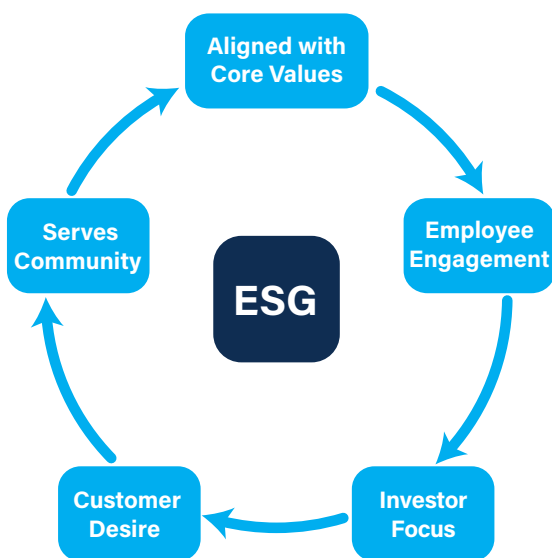 Aligned with
Core Values
Employee
Engagement
Investor
Focus
Customer
Desire
Serves
Community
ESG